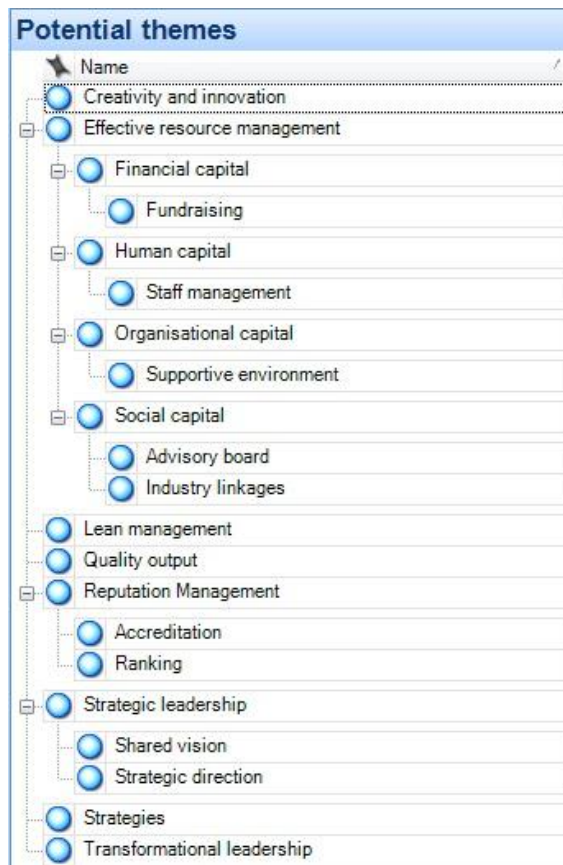 Potential themes
Name
Creativity and innovation
Effective resource management
Financial capital
Fundraising
Human capital
Staff management
Organisational capital
Supportive environment
Social capital
Advisory board
Industry linkages
Lean management
Quality output
Reputation Management
Accreditation
Ranking
Strategic leadership
Shared vision
Strategic direction
Strategies
Transformational leadership